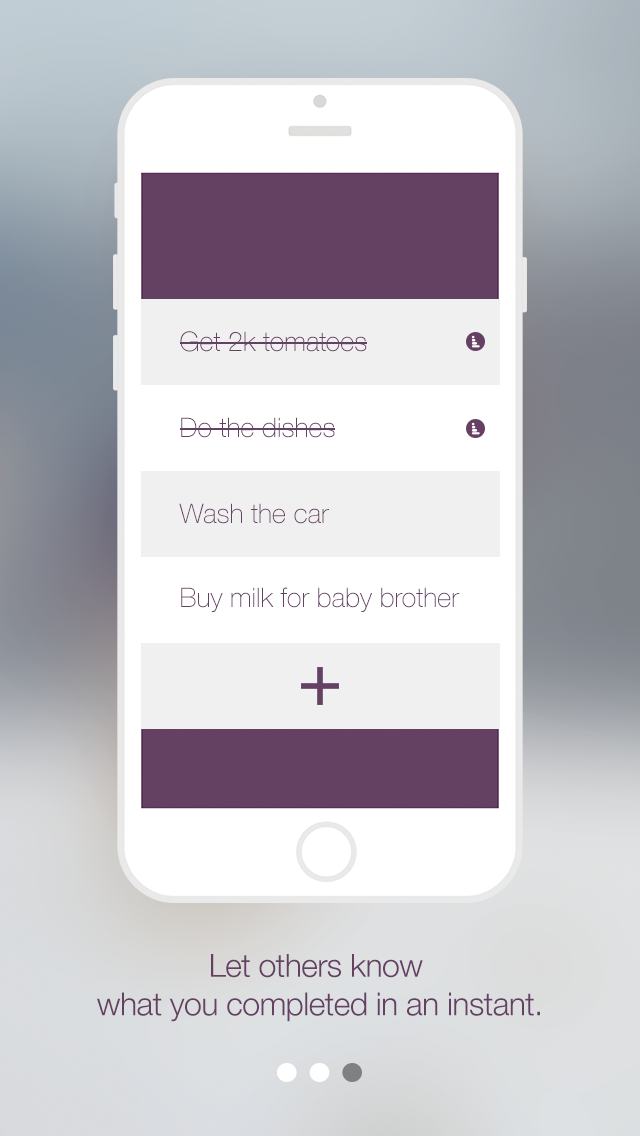 Get 2k tomatoes
Do the dishes
Wash the car
Buy milk for baby brother
Let others know
what you completed in an instant.